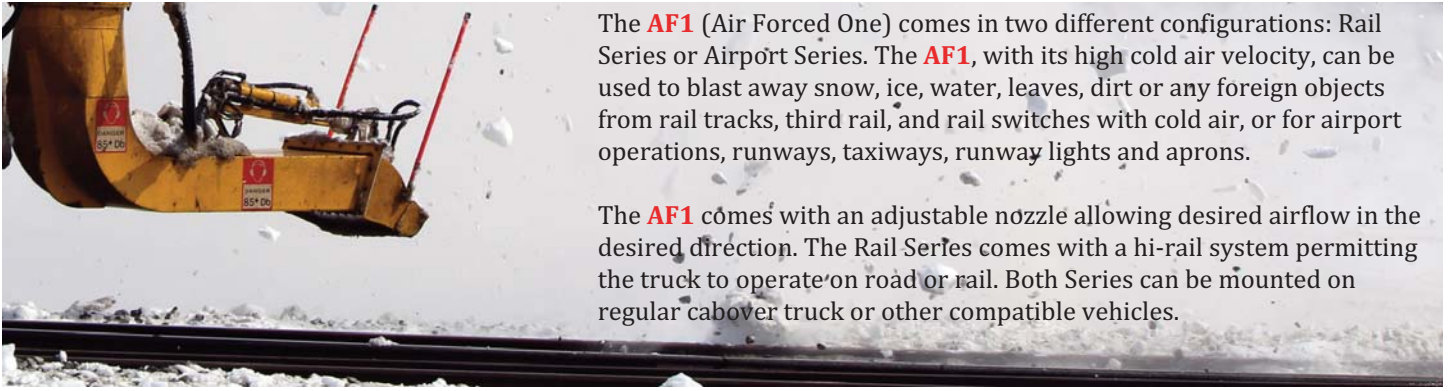 The AF1 (Air Forced One) comes in two different configurations: Rail
Series or Airport Series. The AF1, with its high cold air velocity, can be
used to blast away snow, ice, water, leaves, dirt or any foreign objects
from rail tracks, third rail, and rail switches with cold air, or for airport
operations, runways, taxiways, runway lights and aprons.
The AF1 comes with an adjustable nozzle allowing desired airflow in the
desired direction. The Rail Series comes with a hi-rail system permitting
the truck to operate on road or rail. Both Series can be mounted on
regular cabover truck or other compatible vehicles.
DANGER
85+ Db
DANGER
85+ Db